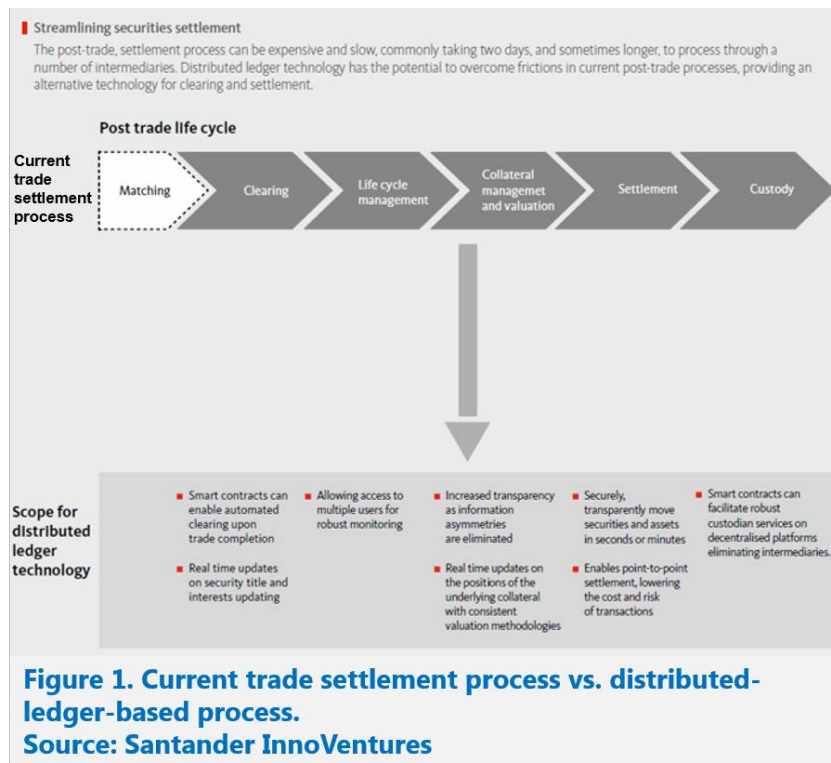 Streamlining securities settlement
The post-trade, settlement process can be expensive and slow, commonly taking two days, and sometimes longer, to process through a
number of intermediaries. Distributed ledger technology has the potential to overcome frictions in current post-trade processes, providing an
alternative technology for clearing and settlement.
Post trade life cycle
Current
trade
settlement
process
Matching
Clearing
Life cycle
management
Collateral
managemet
and valuation
Settlement
Custody
Scope for
distributed
ledger
technology
Smart contracts can
enable automated
clearing upon
trade completion
Real time updates
on security title and
interests updating
Allowing access to
multiple users for
robust monitoring
Increased transparency
as information
asymmetries
are eliminated
Real time updates on
the positions of the
underlying collateral
with consistent
valuation methodologies
Securely,
transparently move
securities and assets
in seconds or minutes
Enables point-to-point
settlement, lowering
the cost and risk
of transactions
Smart contracts can
facilitate robust
custodian services on
decentralised platforms
eliminating intermediaries.
Figure 1. Current trade settlement process vs. distributed-
ledger-based process.
Source: Santander InnoVentures